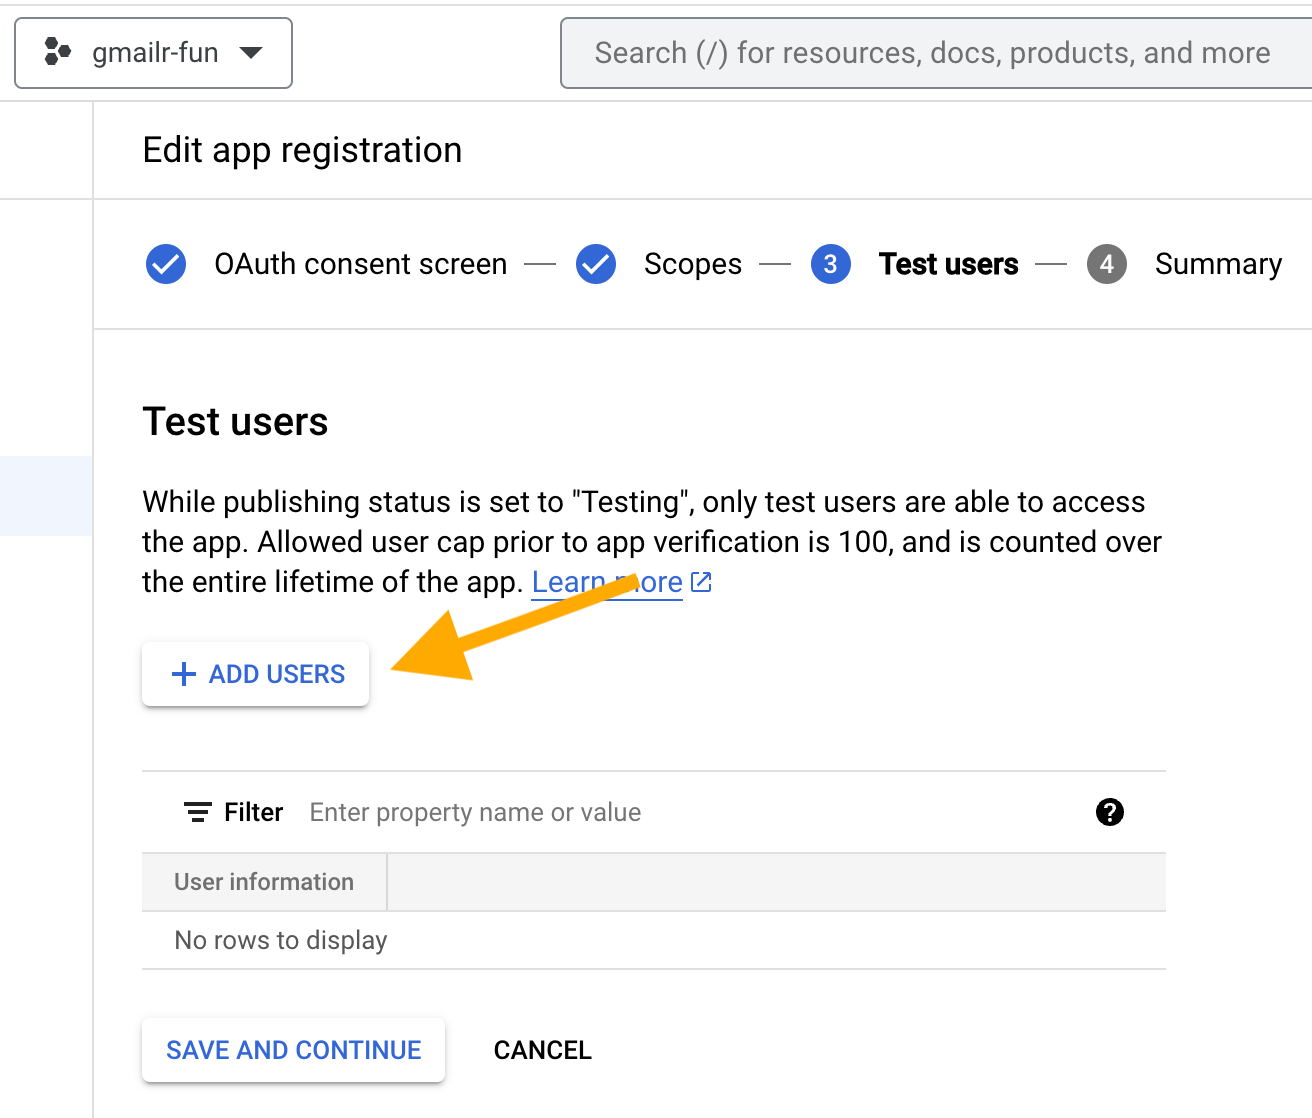 gmailr-fun
Search (/) for resources, docs, products, and more
Edit app registration
OAuth consent screen
Scopes
3 Test users
4 Summary
Test users
While publishing status is set to "Testing", only test users are able to access
the app. Allowed user cap prior to app verification is 100, and is counted over
the entire lifetime of the app. Learn more
+ ADD USERS
Filter Enter property name or value ?
User information
No rows to display
SAVE AND CONTINUE CANCEL